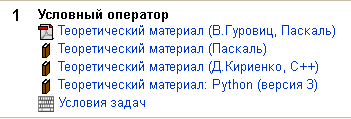 1 Условный оператор
Теоретический материал (В.Гуровиц, Паскаль)
Теоретический материал (Паскаль)
Теоретический материал (Д.Кириенко, C++)
Теоретический материал: Python (версия 3)
Условия задач